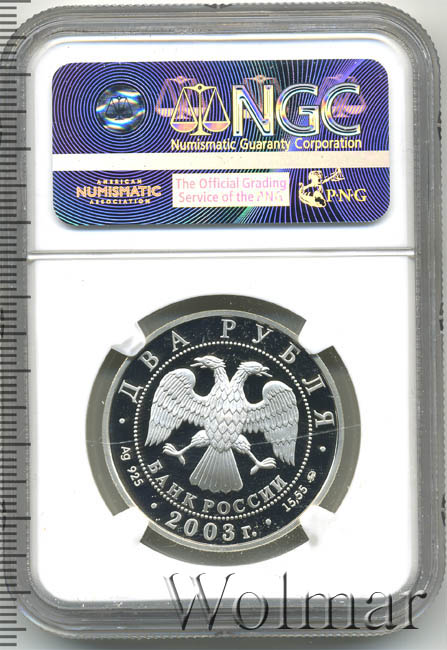 NGC
Numismatic Guaranty Corporation
AMERICAN
NUMISMATIC
ASSOCIATION
The Official Grading
Service of the PNG
PNG
ДВА РУБЛЯ
Ag 925
БАНК РОССИИ
15,55
2003 г.
Wolmar